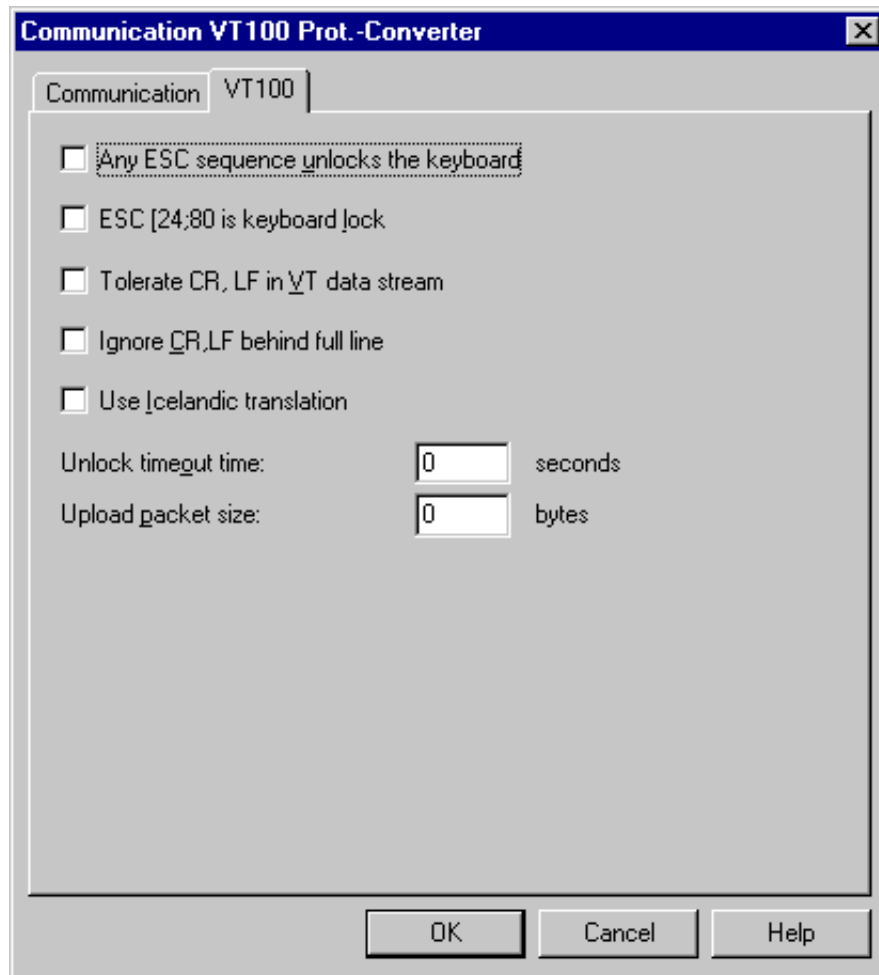 Communication VT100 Prot.-Converter
Communication VT100
Any ESC sequence unlocks the keyboard
ESC [24;80 is keyboard lock
Tolerate CR, LF in VT data stream
Ignore CR,LF behind full line
Use Icelandic translation
Unlock timeout time: 0 seconds
Upload packet size: 0 bytes
OK Cancel Help